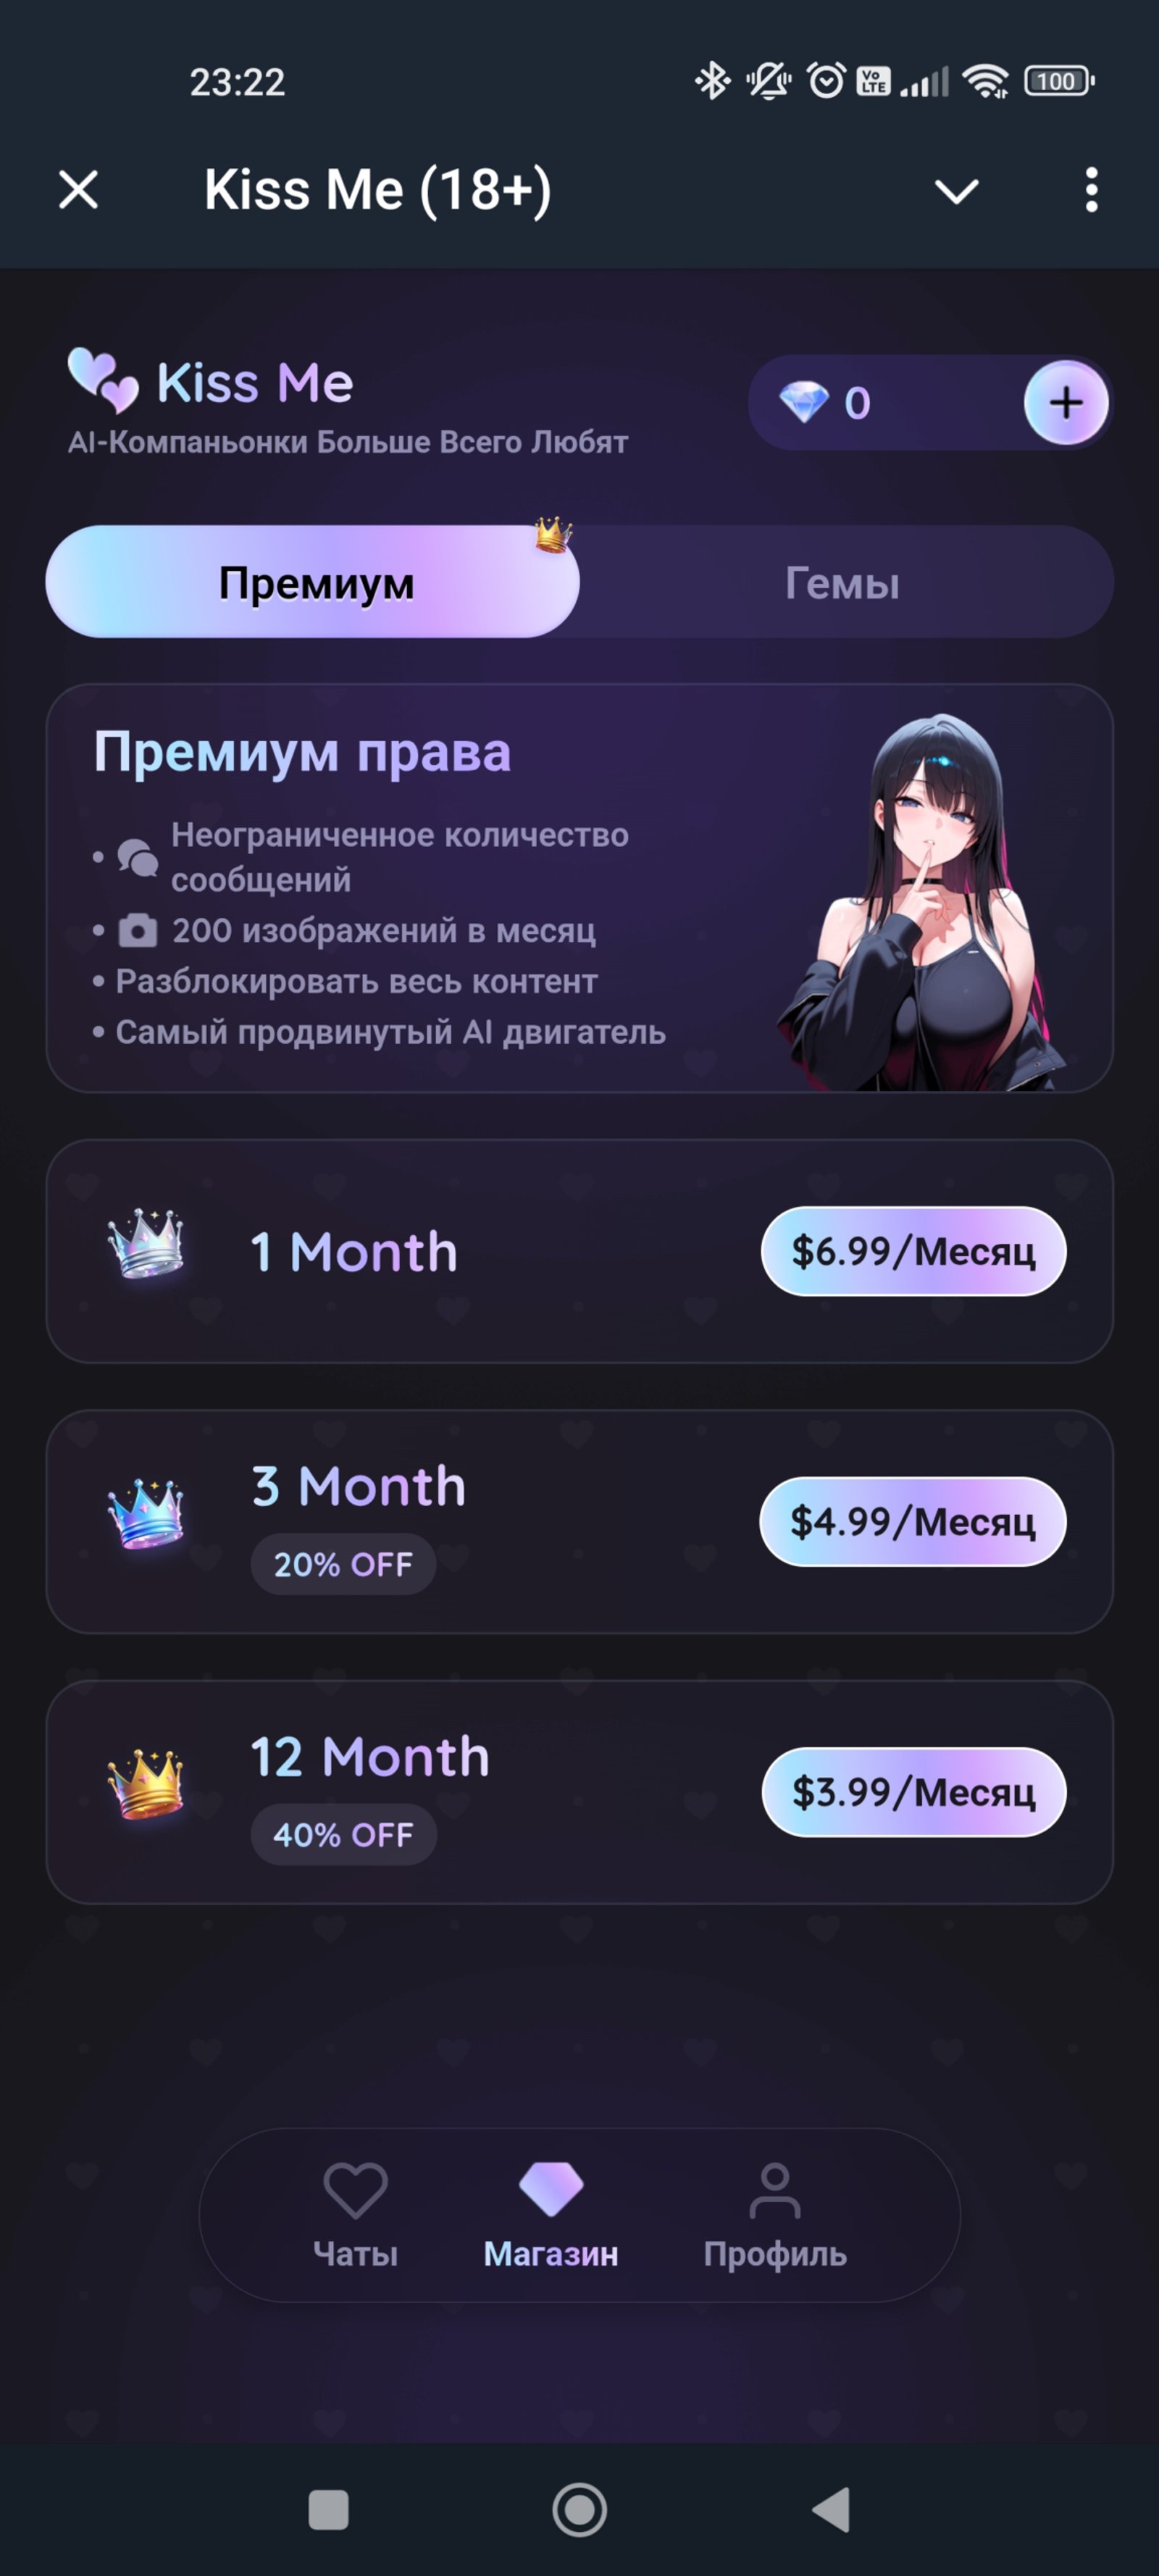 23:22
Vo
LTE
100
Kiss Me (18+)
Kiss Me
AI-Компаньонки Больше Всего Любят
0
Премиум
Гемы
Премиум права
• Неограниченное количество
сообщений
• 200 изображений в месяц
• Разблокировать весь контент
• Самый продвинутый AI двигатель
1 Month
$6.99/Месяц
3 Month
20% OFF
$4.99/Месяц
12 Month
40% OFF
$3.99/Месяц
Чаты
Магазин
Профиль